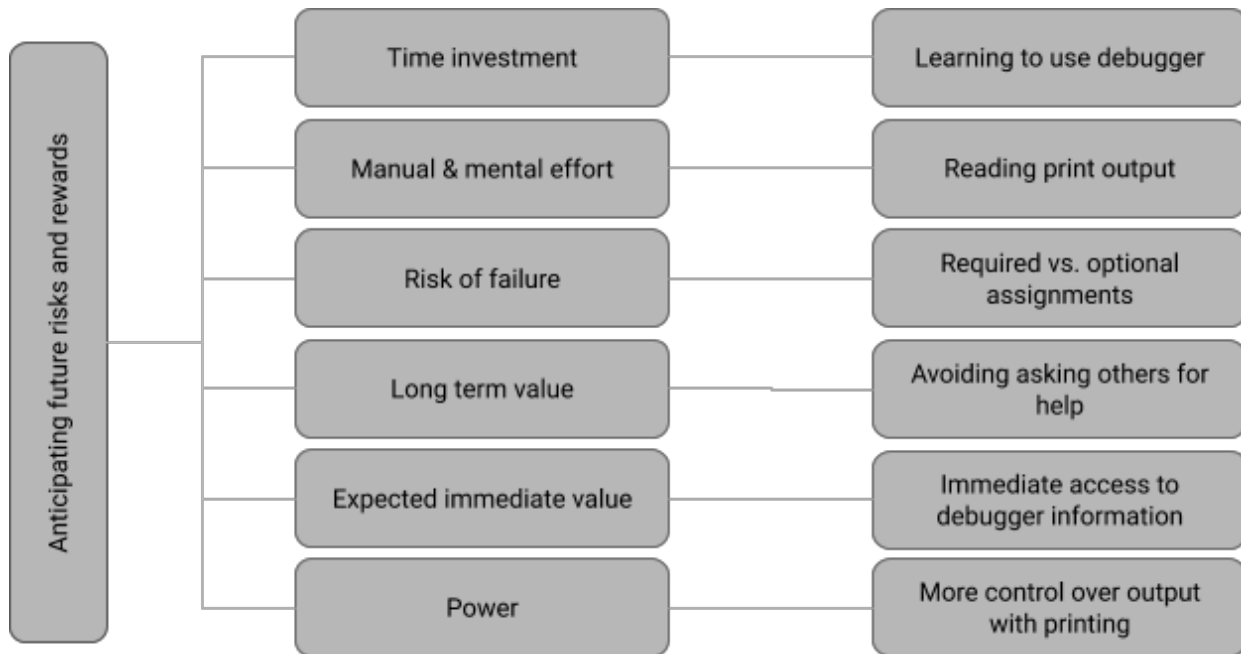 Anticipating future risks and rewards
Time investment
Learning to use debugger
Manual & mental effort
Reading print output
Risk of failure
Required vs. optional
assignments
Long term value
Avoiding asking others for
help
Expected immediate value
Immediate access to
debugger information
Power
More control over output
with printing